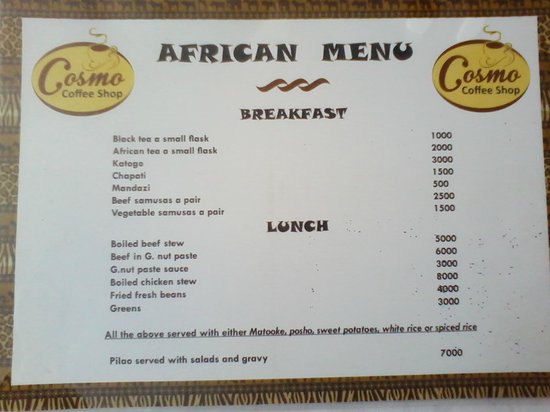 Cosmo
Coffee Shop
AFRICAN MENU
Cosmo
Coffee Shop
BREAKFAST
Black tea a small flask 1000
African tea a small flask 2000
Katogo 3000
Chapati 1500
Mandazi 500
Beef samusas a pair 2500
Vegetable samusas a pair 1500
LUNCH
Boiled beef stew 5000
Beef in G. nut paste 6000
G.nut paste sauce 3000
Boiled chicken stew 8000
Fried fresh beans 4000
Greens 3000
All the above served with either Matooke, posho, sweet potatoes, white rice or spiced rice
Pilao served with salads and gravy 7000